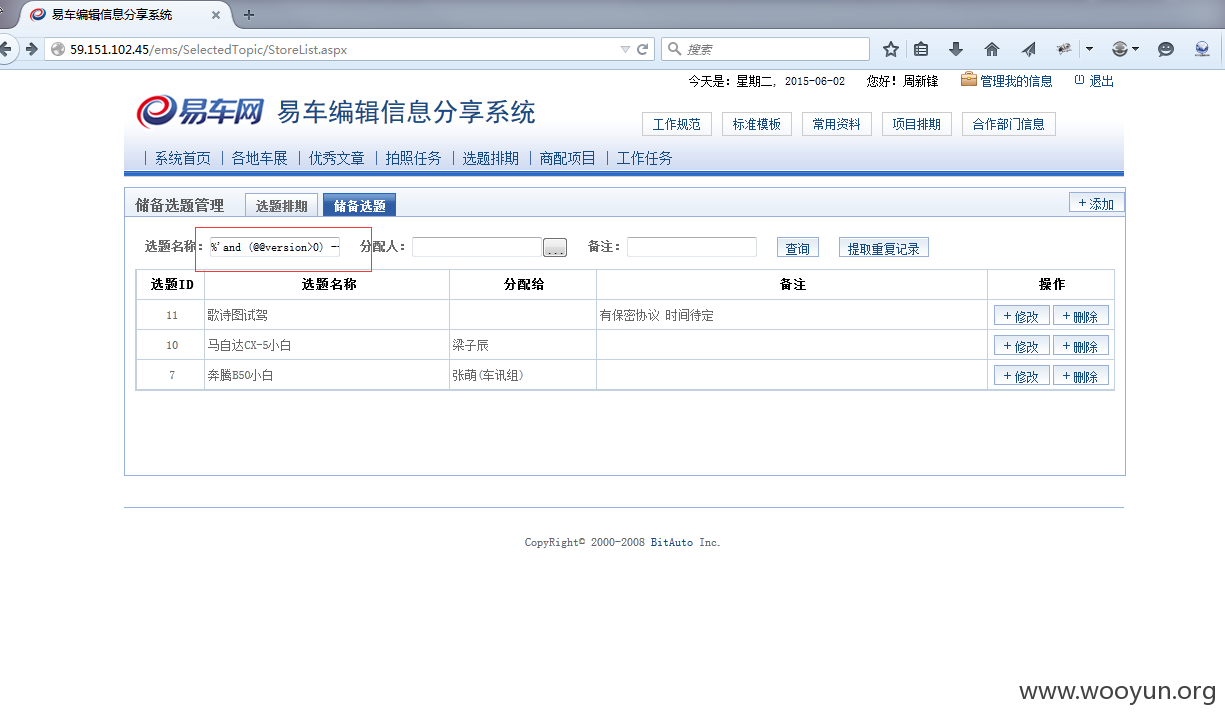 易车编辑信息分享系统
59.151.102.45/ems/SelectedTopic/StoreList.aspx
搜索
今天是: 星期二, 2015-06-02 您好! 周新锋 管理我的信息 退出
易车网 易车编辑信息分享系统
工作规范 标准模板 常用资料 项目排期 合作部门信息
| 系统首页 | 各地车展 | 优秀文章 | 拍照任务 | 选题排期 | 商配项目 | 工作任务
储备选题管理 选题排期 储备选题 +添加
选题名称: %'and (@@version>0) -- 分配人: ... 备注: 查询 提取重复记录
选题ID 选题名称 分配给 备注 操作
11 歌诗图试驾 有保密协议 时间待定 +修改 +删除
10 马自达CX-5小白 梁子辰 +修改 +删除
7 奔腾B50小白 张萌(车讯组) +修改 +删除
CopyRight© 2000-2008 BitAuto Inc.
www.wooyun.org